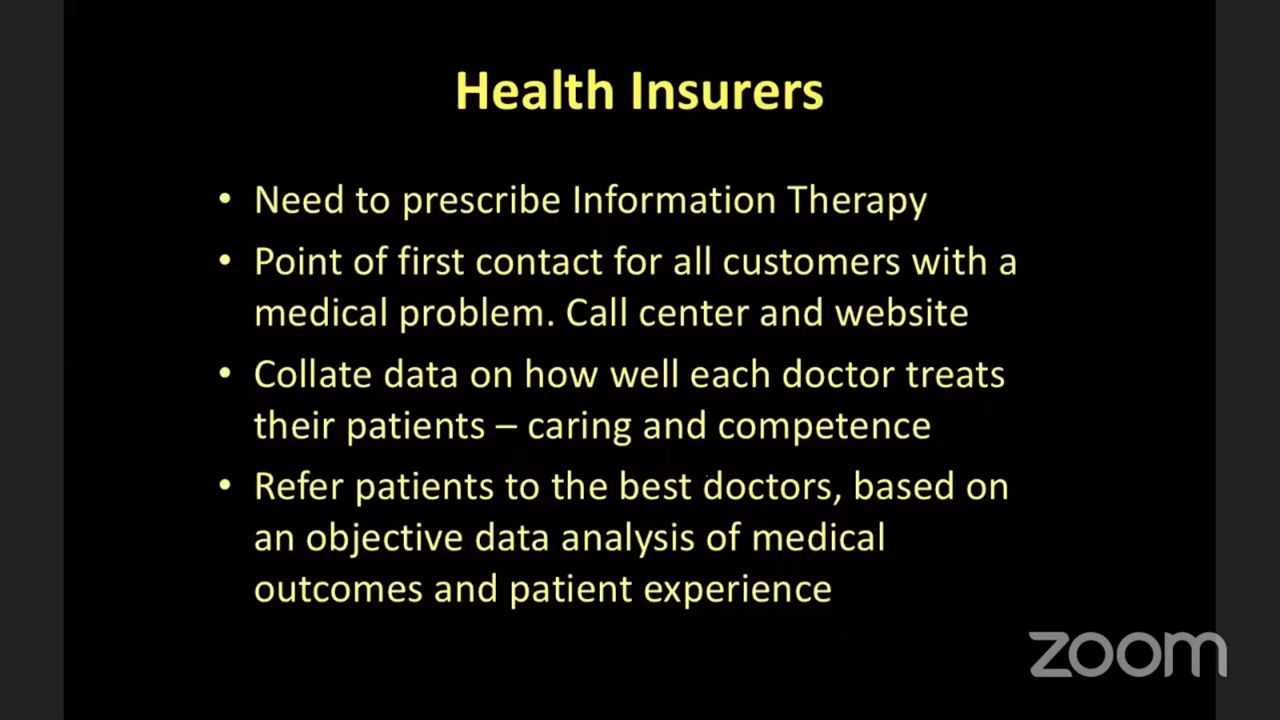 Health Insurers
• Need to prescribe Information Therapy
• Point of first contact for all customers with a
medical problem. Call center and website
• Collate data on how well each doctor treats
their patients – caring and competence
• Refer patients to the best doctors, based on
an objective data analysis of medical
outcomes and patient experience
zoom